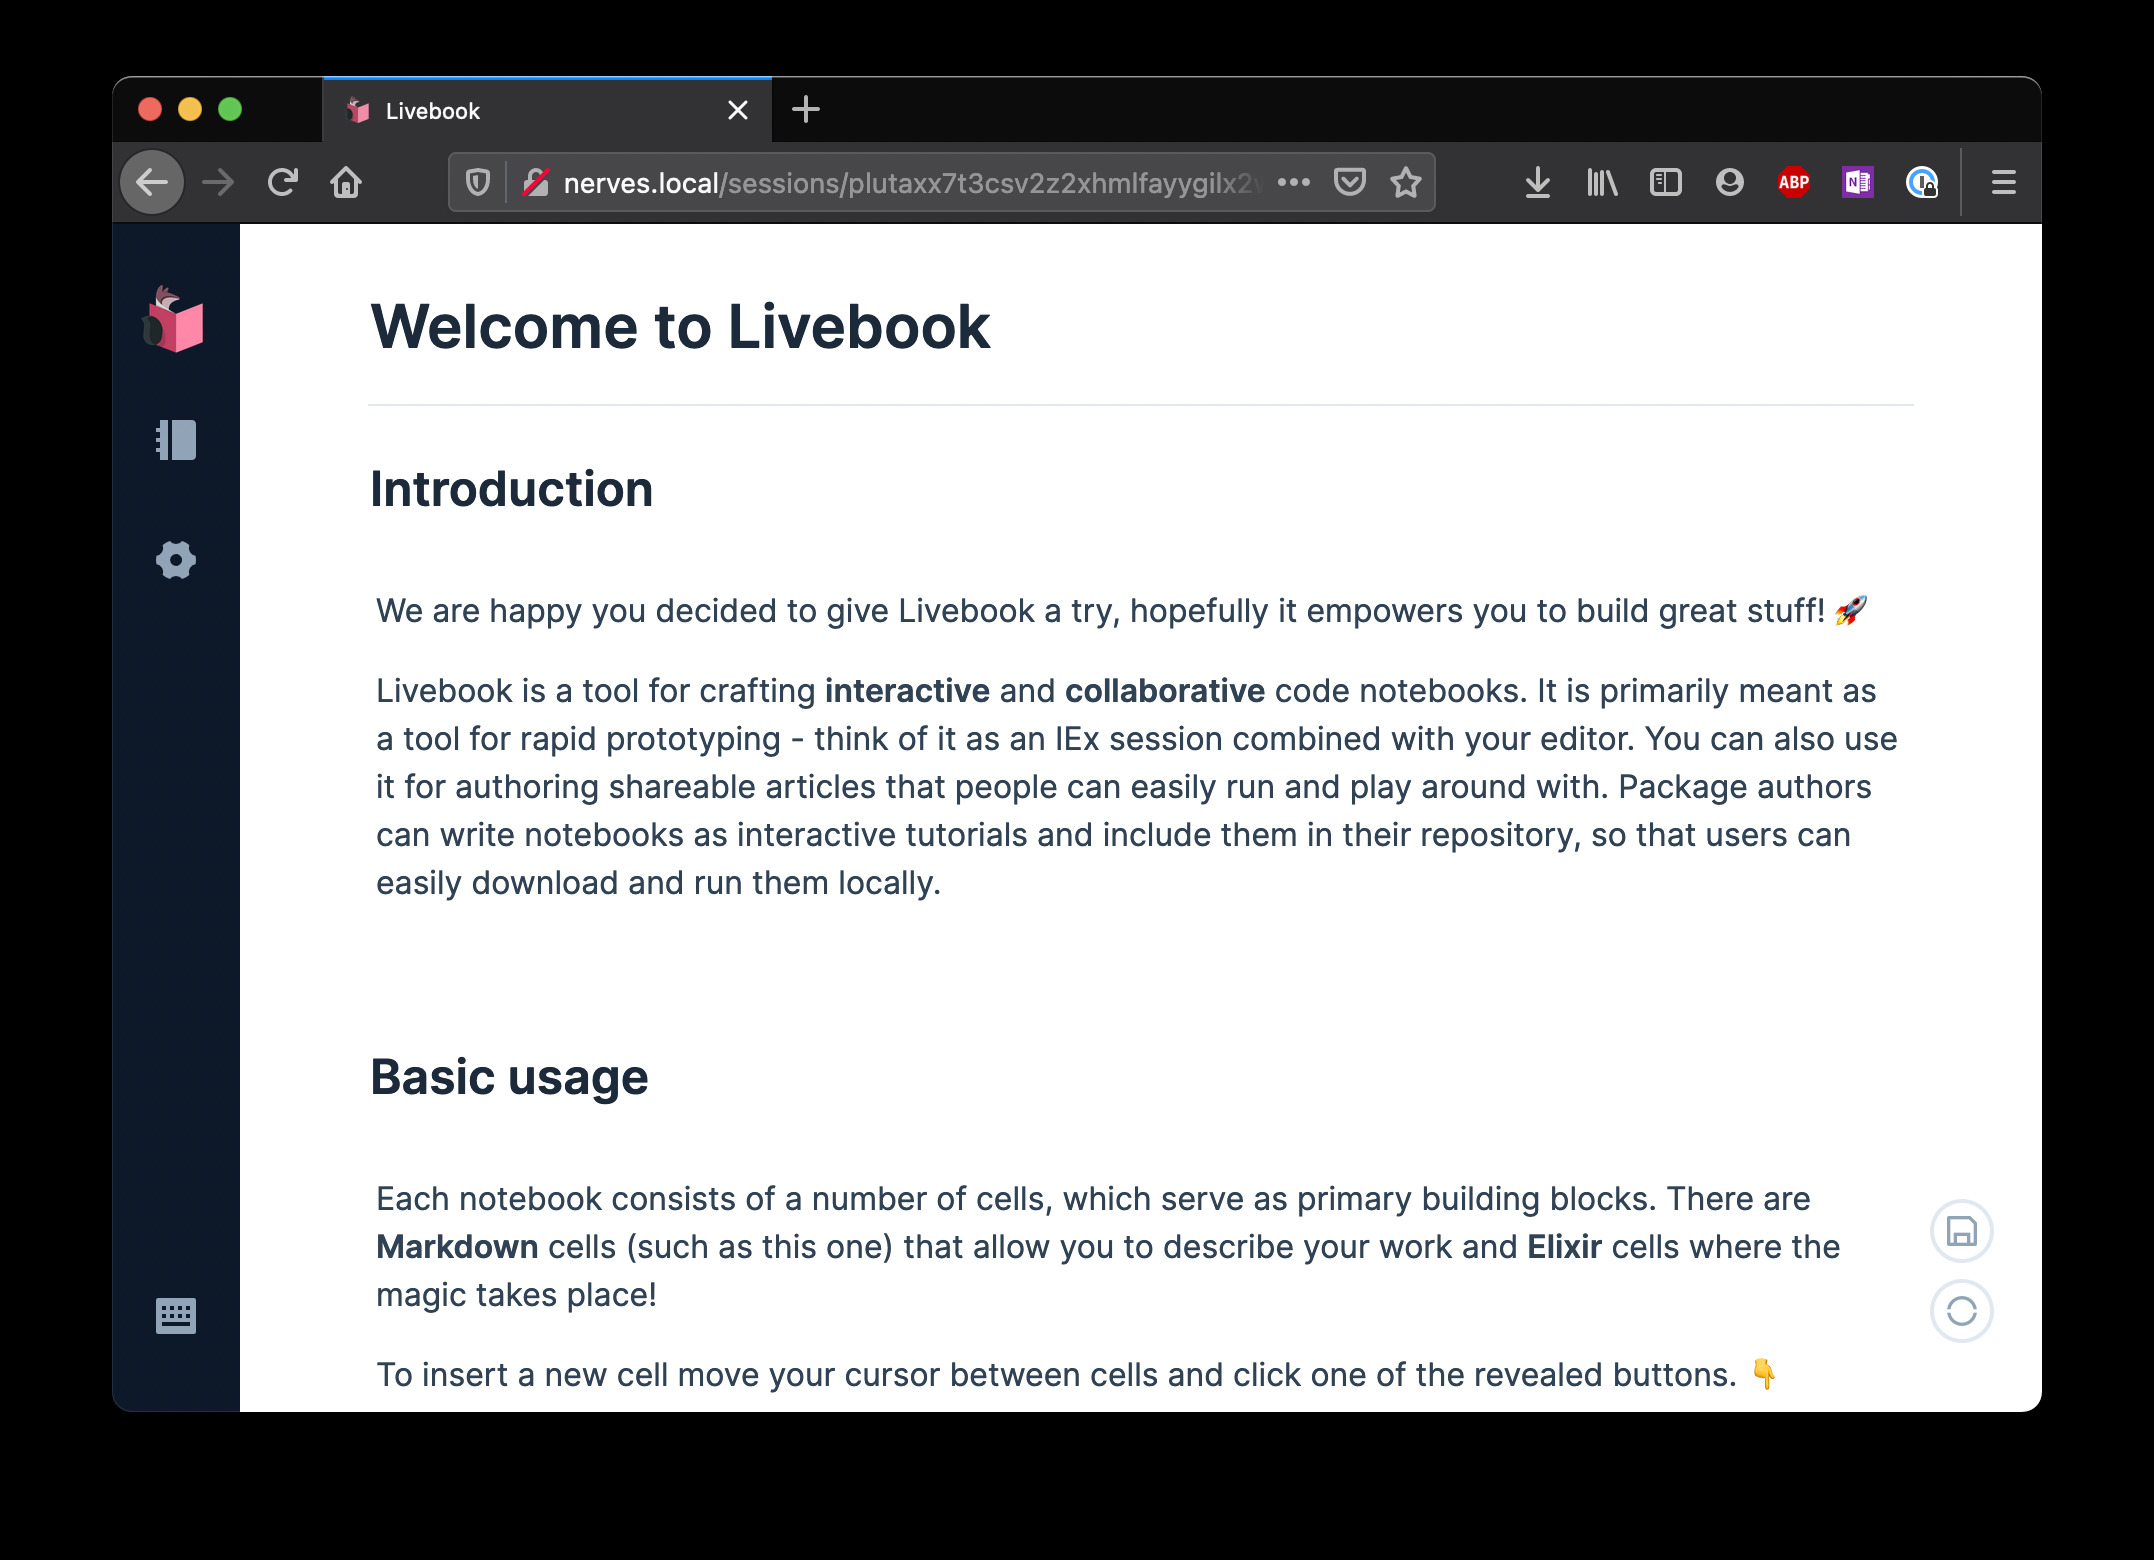 Livebook
nerves.local/sessions/plutaxx7t3csv2z2xhmlfayygilx2
ABP
N
Welcome to Livebook
Introduction
We are happy you decided to give Livebook a try, hopefully it empowers you to build great stuff! 🚀
Livebook is a tool for crafting interactive and collaborative code notebooks. It is primarily meant as
a tool for rapid prototyping - think of it as an IEx session combined with your editor. You can also use
it for authoring shareable articles that people can easily run and play around with. Package authors
can write notebooks as interactive tutorials and include them in their repository, so that users can
easily download and run them locally.
Basic usage
Each notebook consists of a number of cells, which serve as primary building blocks. There are
Markdown cells (such as this one) that allow you to describe your work and Elixir cells where the
magic takes place!
To insert a new cell move your cursor between cells and click one of the revealed buttons. 👇